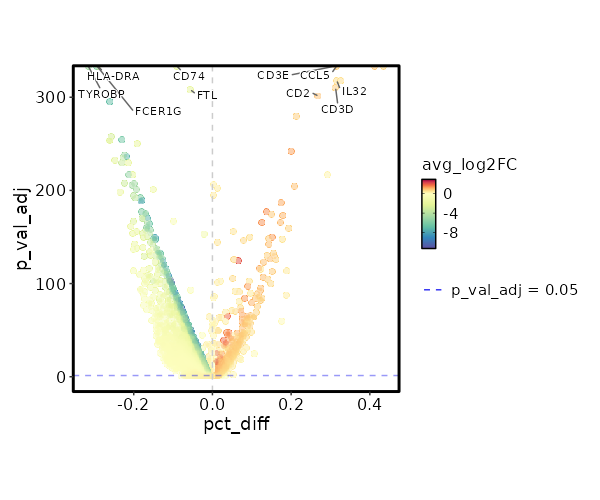 HLA-DRA CD74 CD3E CCL5
TYROBP FTL CD2 IL32
FCER1G CD3D
300
200
100
0
p_val_adj
-0.2 0.0 0.2 0.4
pct_diff
avg_log2FC
0
-4
-8
p_val_adj = 0.05